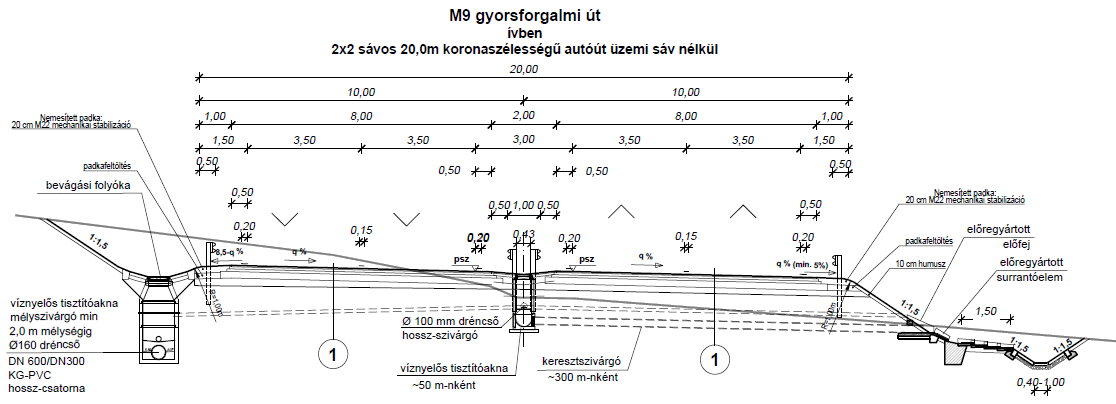 M9 gyorsforgalmi út
ívben
2x2 sávos 20,0m koronaszélességű autóút üzemi sáv nélkül
20,00
10,00 10,00
1,00 8,00 2,00 8,00 1,00
1,50 3,50 3,50 3,00 3,50 3,50 1,50
0,50 0,50 0,50 0,50
Nemesített padka:
20 cm M22 mechanikai stabilizáció
padkafeltöltés
bevágási folyóka
0,50 0,50 1,00 0,50 0,50
0,20 0,15 0,20 0,43 0,20 0,15 0,20
Nemesített padka:
20 cm M22 mechanikai stabilizáció
padkafeltöltés
10 cm humusz
előregyártott
előfej
előregyártott
surrantóelem
1:1,5
8,5-q % q % psz psz q % q % (min. 5%)
R=1,00m
1:1,5
1,50
1:1,5 1:1,5
0,40-1,00
víznyelős tisztítóakna
mélyszivárgó min
2,0 m mélységig
Ø160 dréncső
DN 600/DN300
KG-PVC
hossz-csatorna
1
Ø 100 mm dréncső
hossz-szivárgó
víznyelős tisztítóakna
~50 m-nként
keresztszivárgó
~300 m-nként
1